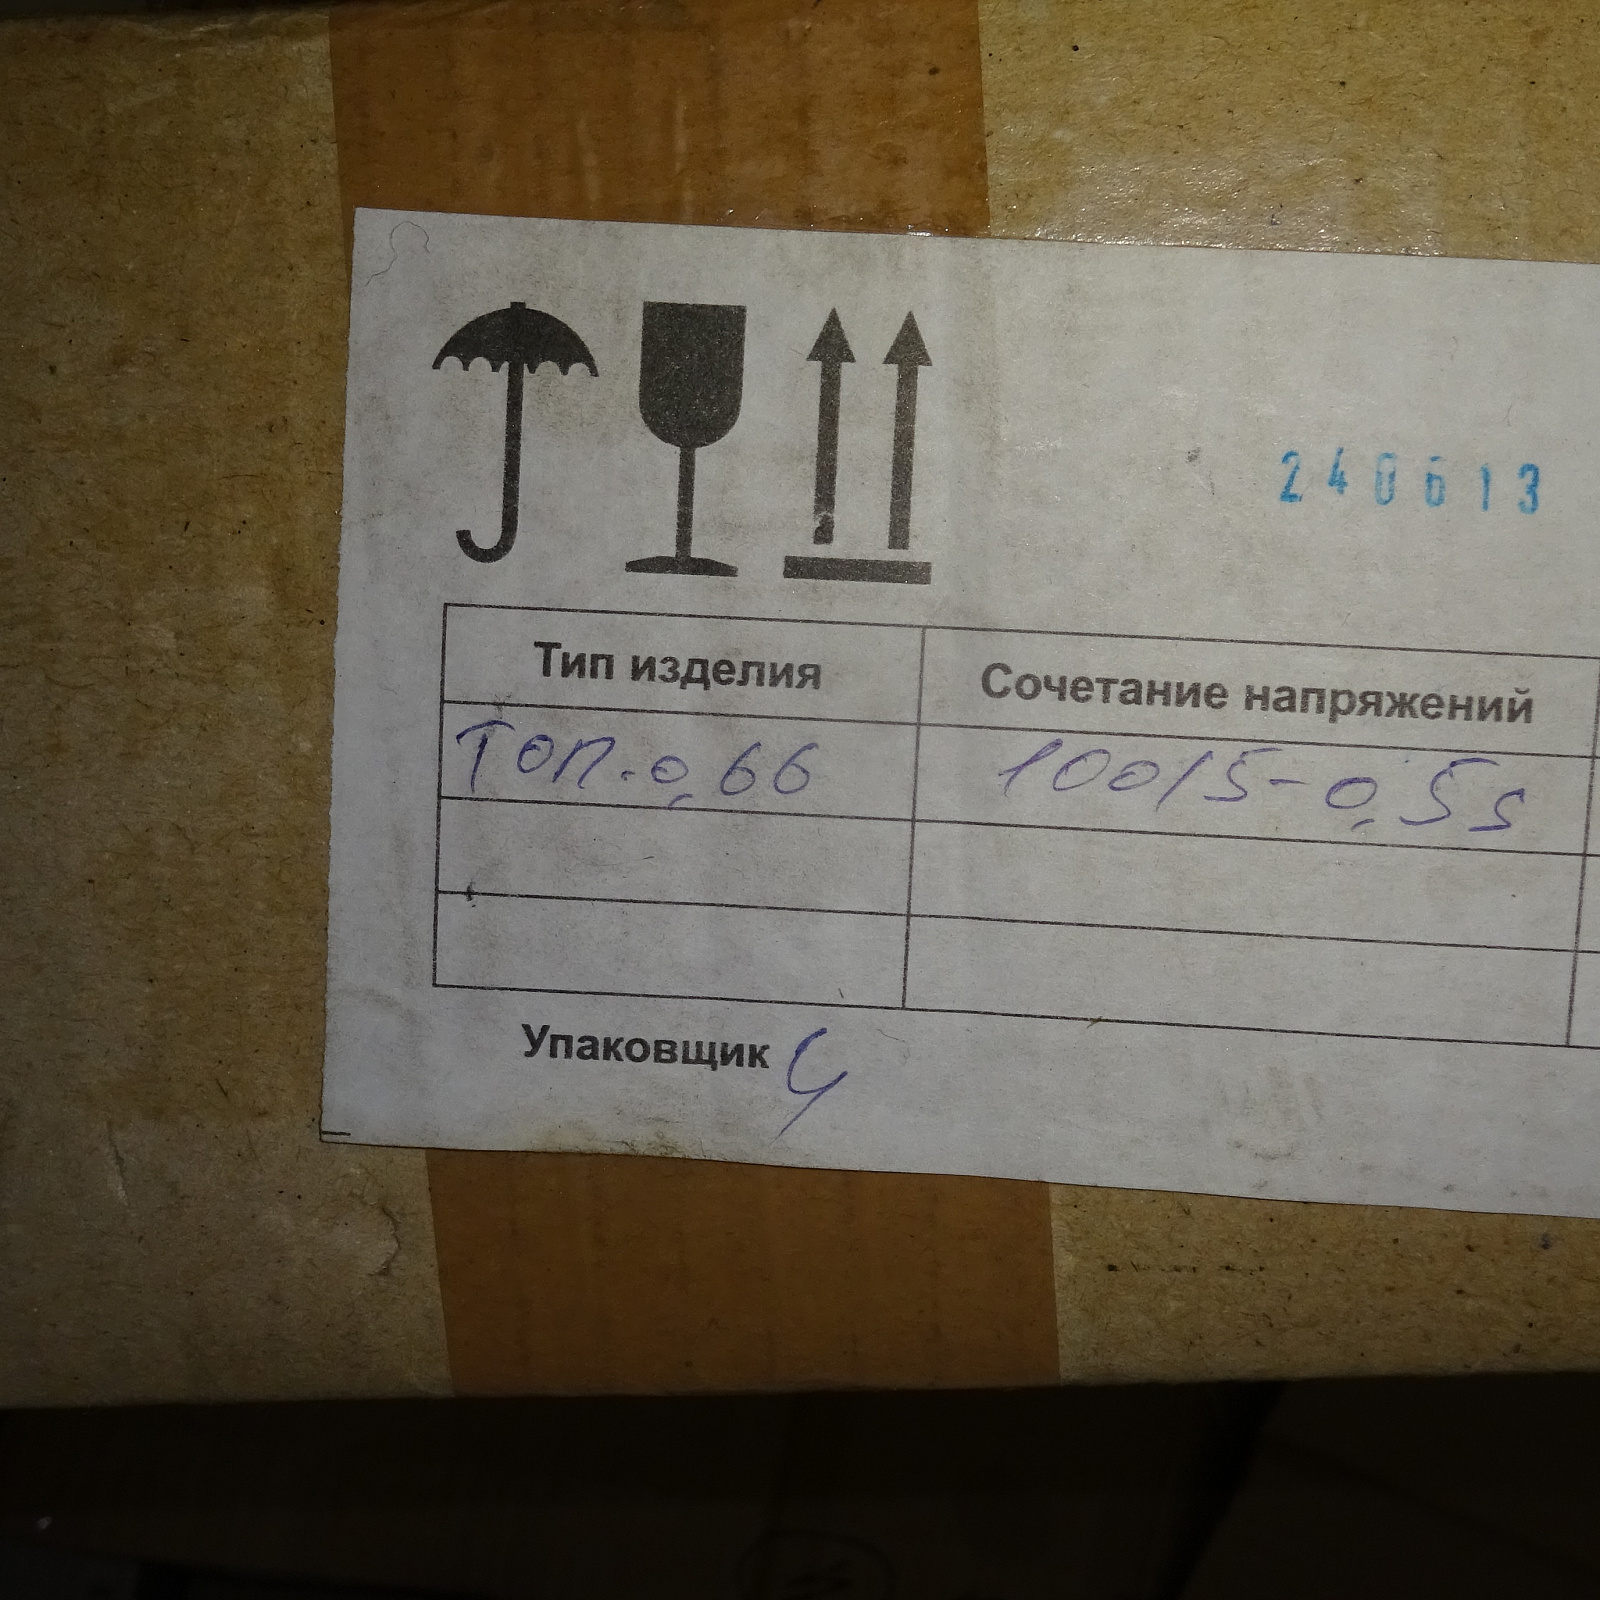 240613
Тип изделия Сочетание напряжений
ТОП.0,66 100/5-0,5s
Упаковщик